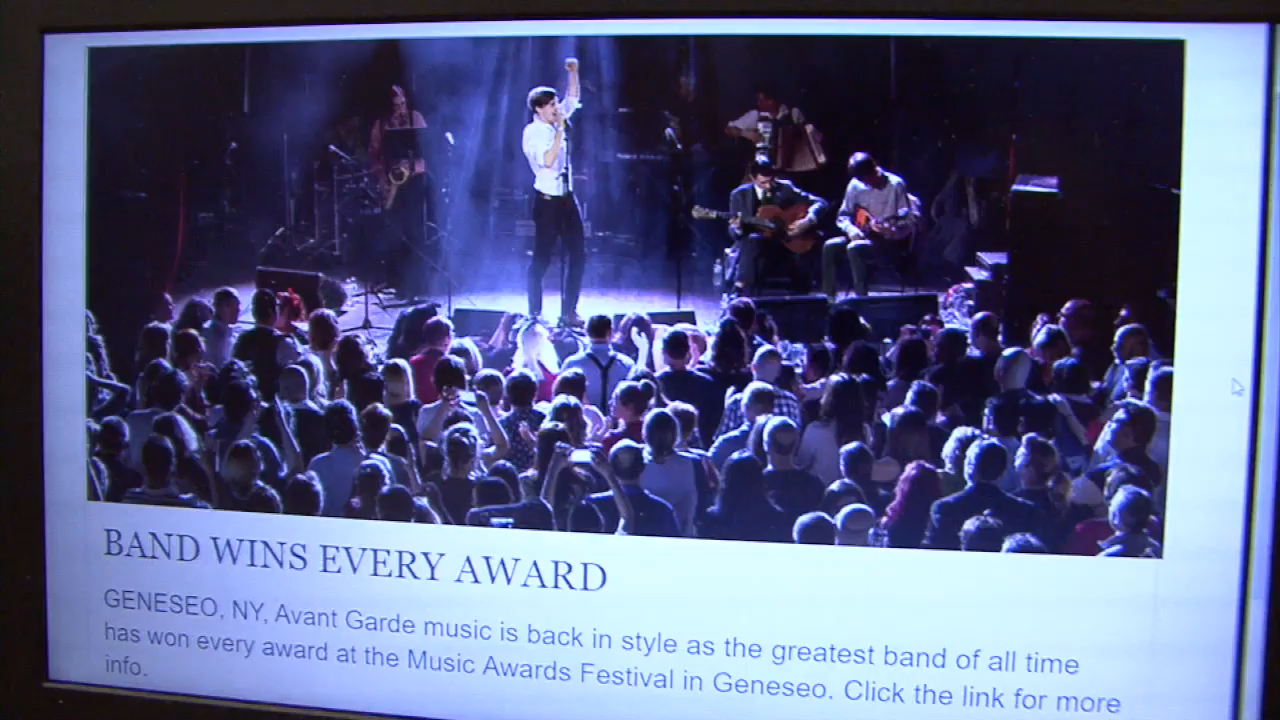 BAND WINS EVERY AWARD
GENESEO, NY, Avant Garde music is back in style as the greatest band of all time
has won every award at the Music Awards Festival in Geneseo. Click the link for more
info.